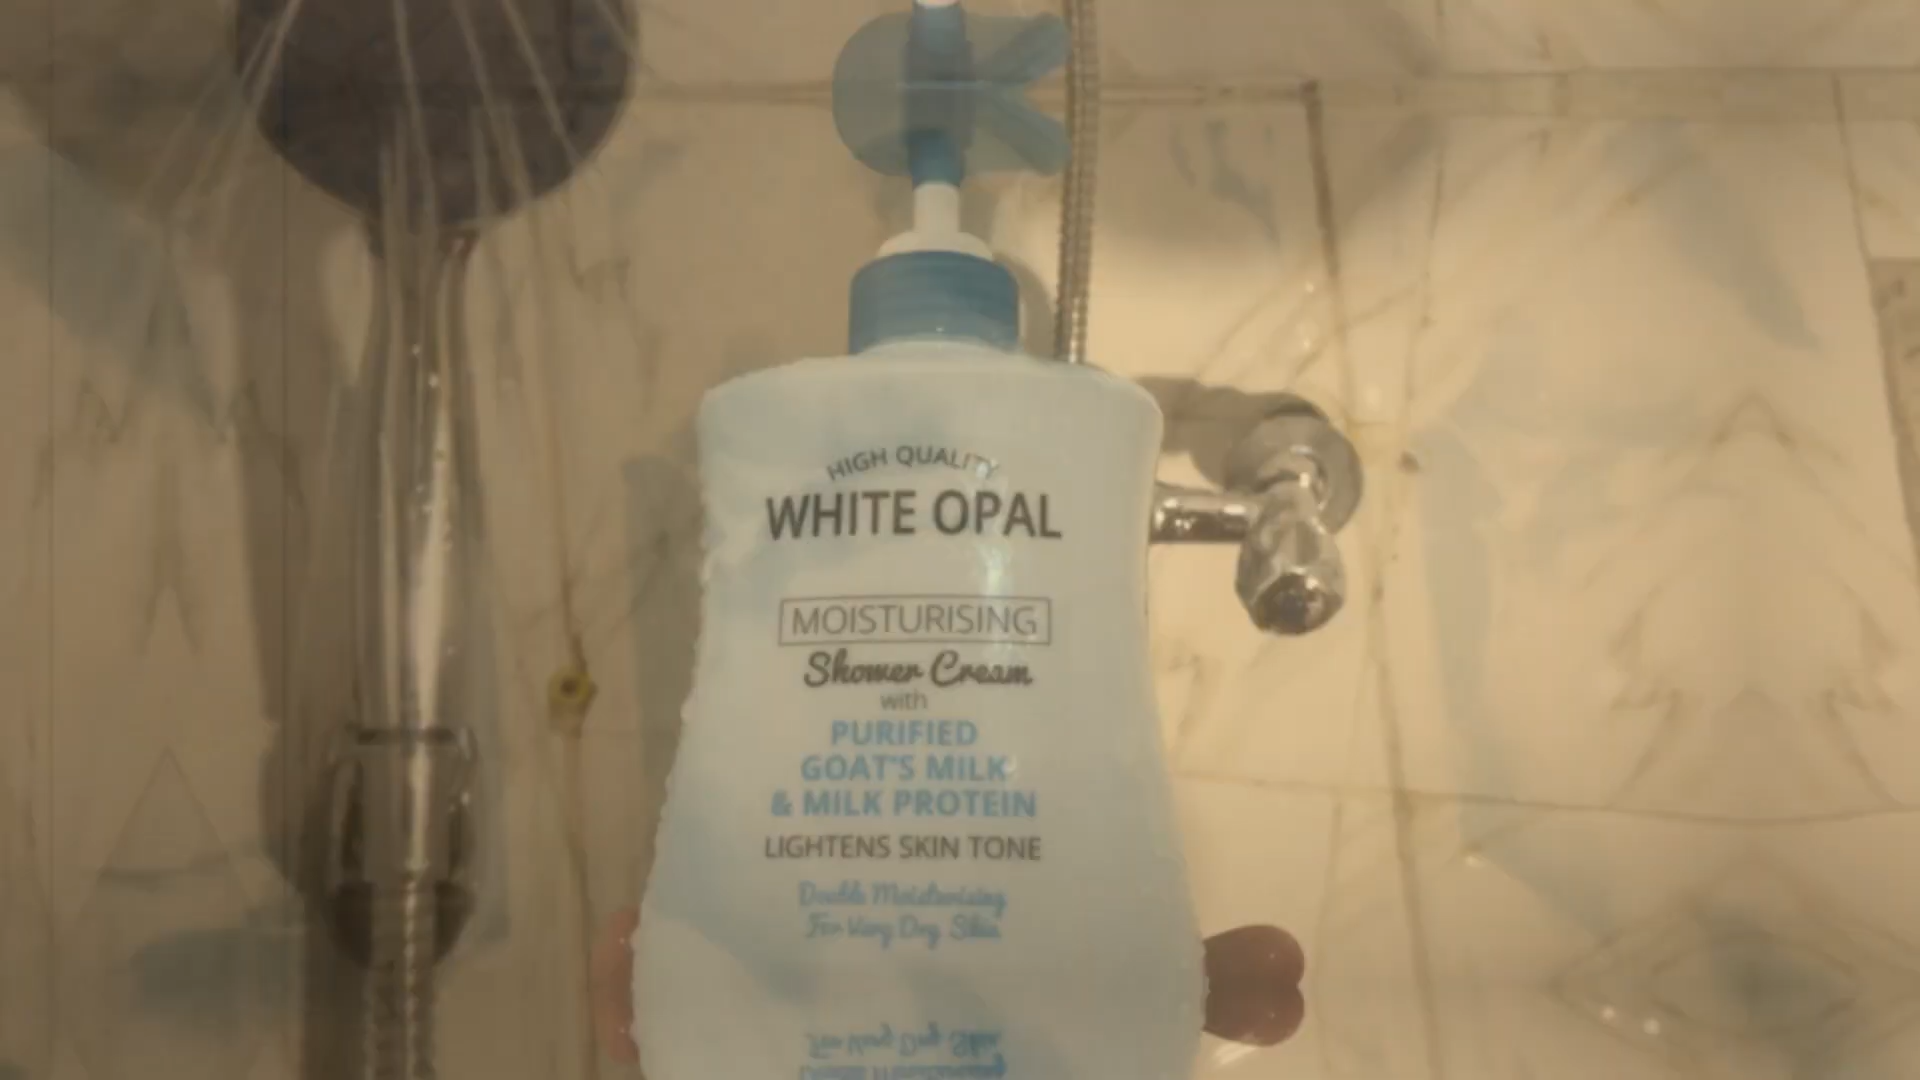 HIGH QUALITY
WHITE OPAL
MOISTURISING
Shower Cream
with
PURIFIED
GOAT'S MILK
& MILK PROTEIN
LIGHTENS SKIN TONE
Double Moisturising
For Very Dry Skin